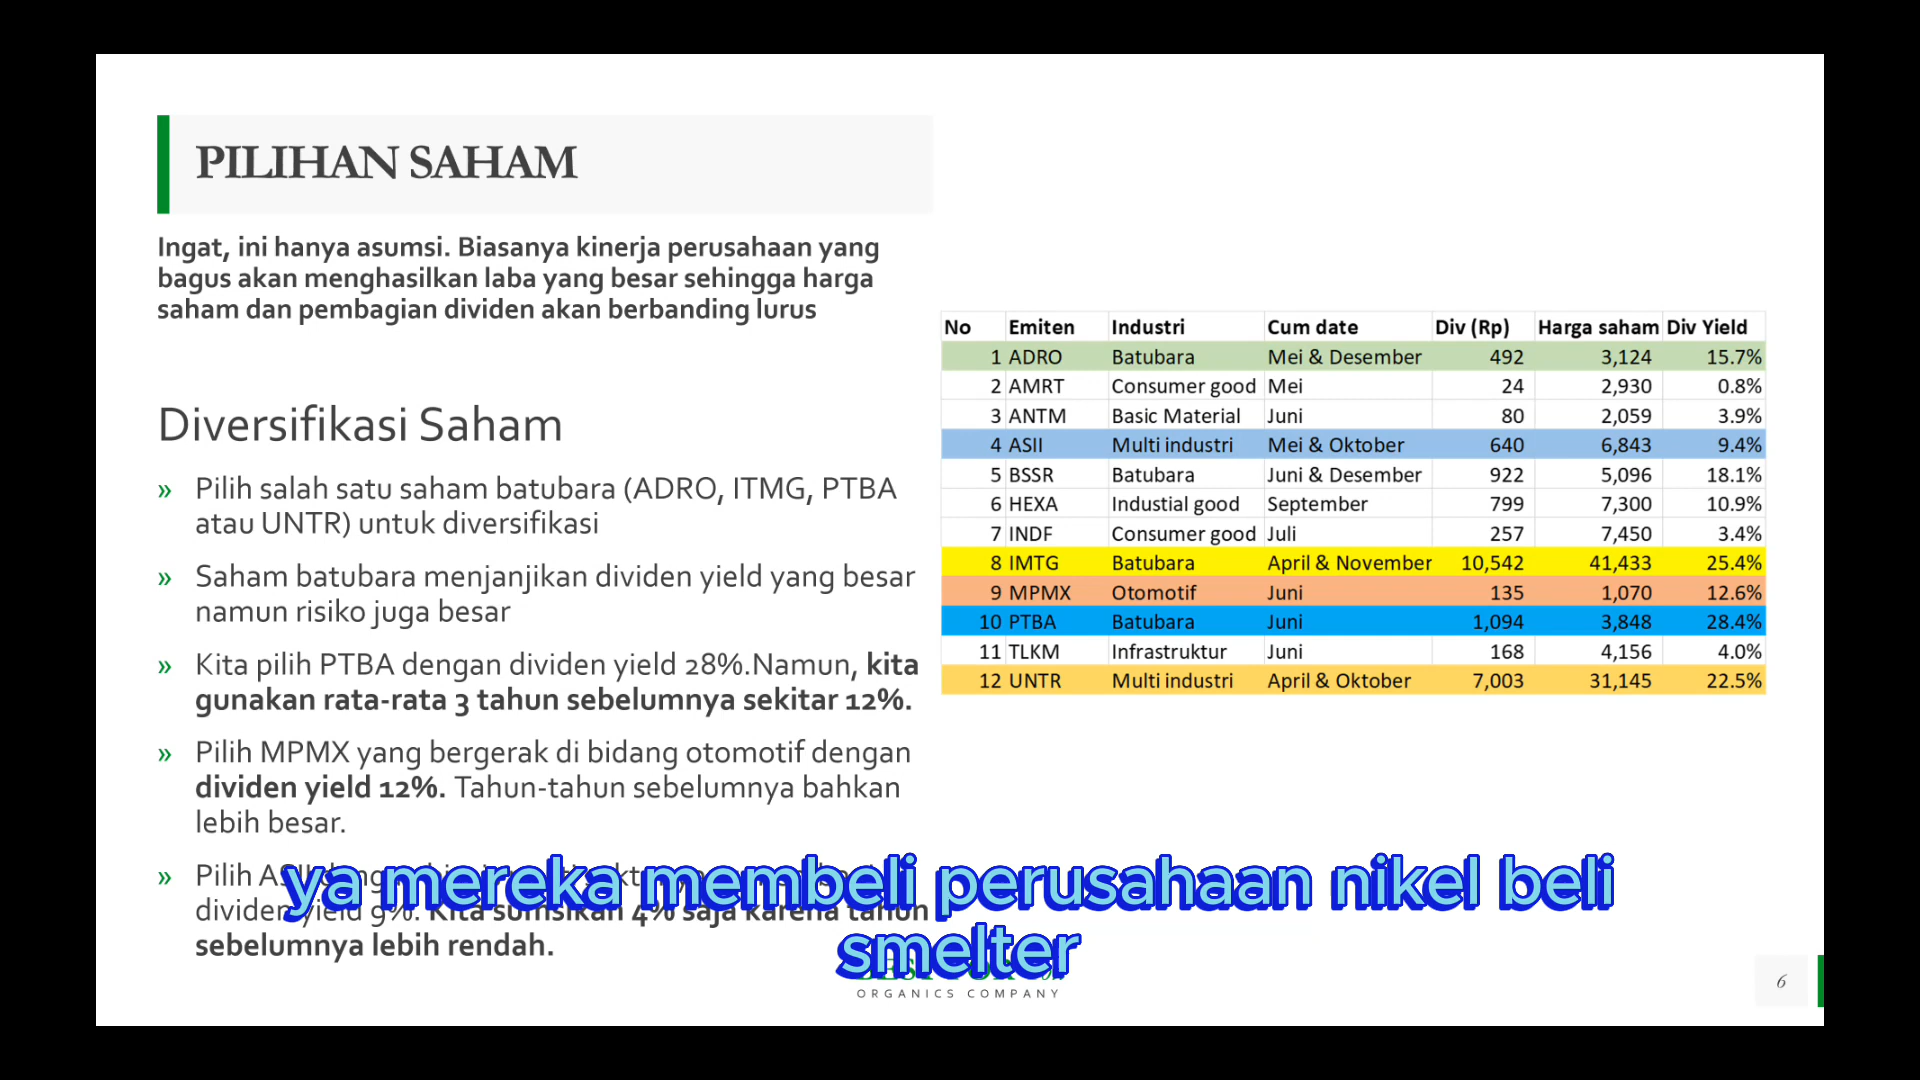 PILIHAN SAHAM
Ingat, ini hanya asumsi. Biasanya kinerja perusahaan yang
bagus akan menghasilkan laba yang besar sehingga harga
saham dan pembagian dividen akan berbanding lurus
Diversifikasi Saham
» Pilih salah satu saham batubara (ADRO, ITMG, PTBA
atau UNTR) untuk diversifikasi
» Saham batubara menjanjikan dividen yield yang besar
namun risiko juga besar
» Kita pilih PTBA dengan dividen yield 28%.Namun, kita
gunakan rata-rata 3 tahun sebelumnya sekitar 12%.
» Pilih MPMX yang bergerak di bidang otomotif dengan
dividen yield 12%. Tahun-tahun sebelumnya bahkan
lebih besar.
» Pilih
dividen yield 9%. Kita sumsikan 4% saja karena tahun
sebelumnya lebih rendah.
No Emiten Industri Cum date Div (Rp) Harga saham Div Yield
1 ADRO Batubara Mei & Desember 492 3,124 15.7%
2 AMRT Consumer good Mei 24 2,930 0.8%
3 ANTM Basic Material Juni 80 2,059 3.9%
4 ASII Multi industri Mei & Oktober 640 6,843 9.4%
5 BSSR Batubara Juni & Desember 922 5,096 18.1%
6 HEXA Industial good September 799 7,300 10.9%
7 INDF Consumer good Juli 257 7,450 3.4%
8 IMTG Batubara April & November 10,542 41,433 25.4%
9 MPMX Otomotif Juni 135 1,070 12.6%
10 PTBA Batubara Juni 1,094 3,848 28.4%
11 TLKM Infrastruktur Juni 168 4,156 4.0%
12 UNTR Multi industri April & Oktober 7,003 31,145 22.5%
ya mereka membeli perusahaan nikel beli
smelter
ORGANICS COMPANY
6